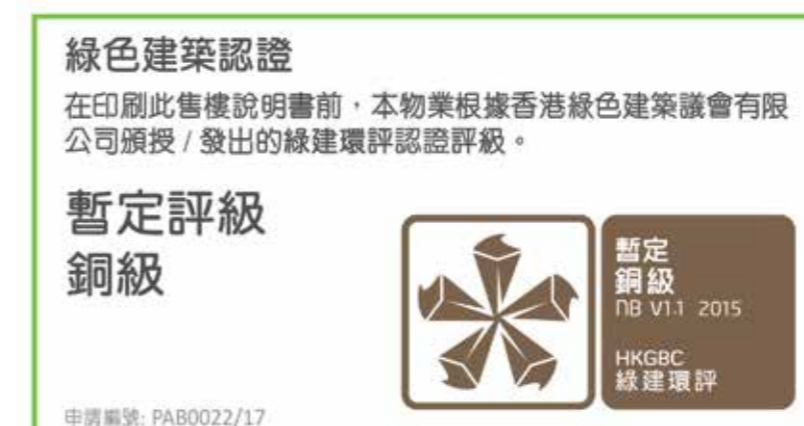 綠色建築認證
在印刷此售樓說明書前，本物業根據香港綠色建築議會有限
公司頒授 / 發出的綠建環評認證評級。
暫定評級
銅級
暫定
銅級
NB V1.1 2015
HKGBC
綠建環評
申請編號: PAB0022/17